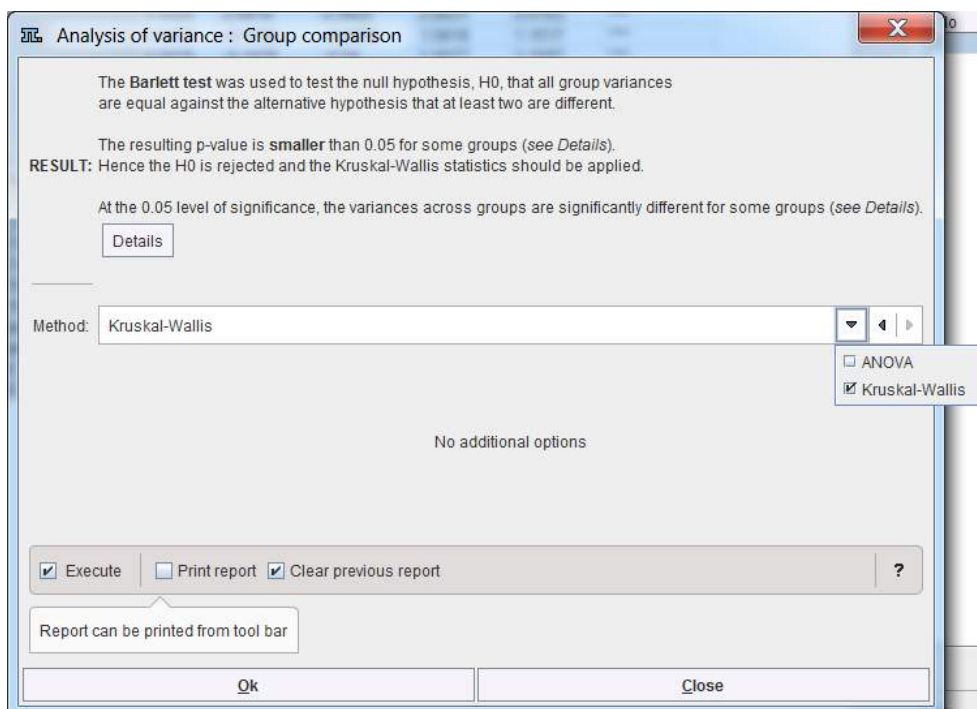 Analysis of variance : Group comparison
The Barlett test was used to test the null hypothesis, H0, that all group variances
are equal against the alternative hypothesis that at least two are different.
The resulting p-value is smaller than 0.05 for some groups (see Details).
RESULT: Hence the H0 is rejected and the Kruskal-Wallis statistics should be applied.
At the 0.05 level of significance, the variances across groups are significantly different for some groups (see Details).
Details
Method: Kruskal-Wallis
ANOVA
Kruskal-Wallis
No additional options
Execute Print report Clear previous report ?
Report can be printed from tool bar
Ok Close